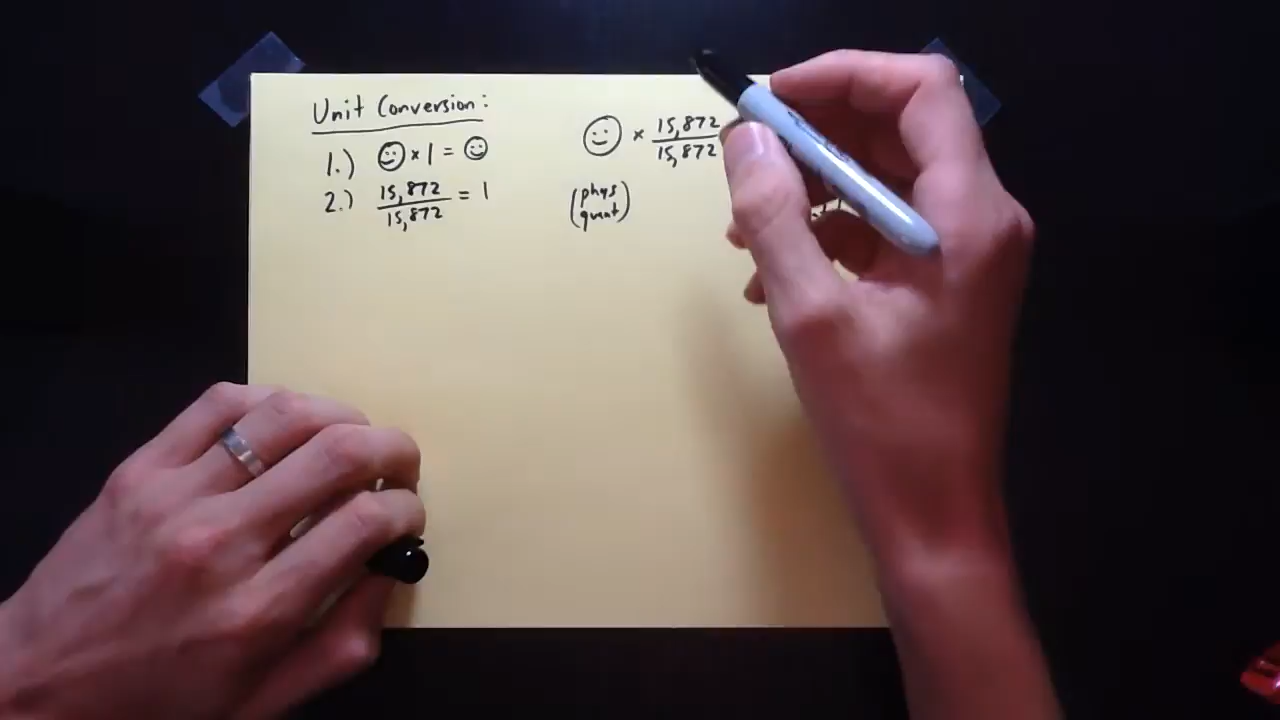 Unit Conversion:
1.) ☺ × 1 = ☺
2.) 15,872 / 15,872 = 1
☺ × 15,872 / 15,872
(phys
quant)